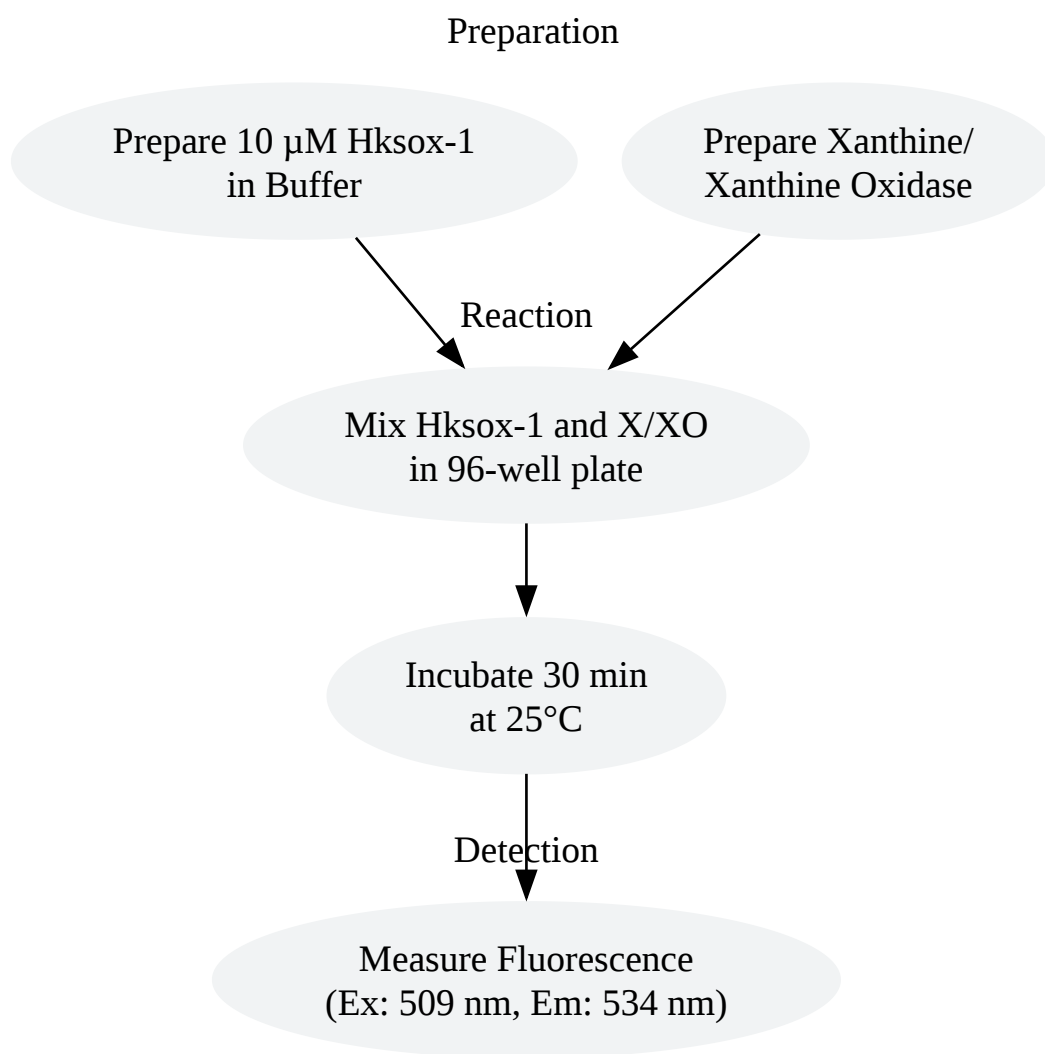 Preparation
Prepare 10 µM Hksox-1
in Buffer
Prepare Xanthine/
Xanthine Oxidase
Reaction
Mix Hksox-1 and X/XO
in 96-well plate
Incubate 30 min
at 25°C
Detection
Measure Fluorescence
(Ex: 509 nm, Em: 534 nm)